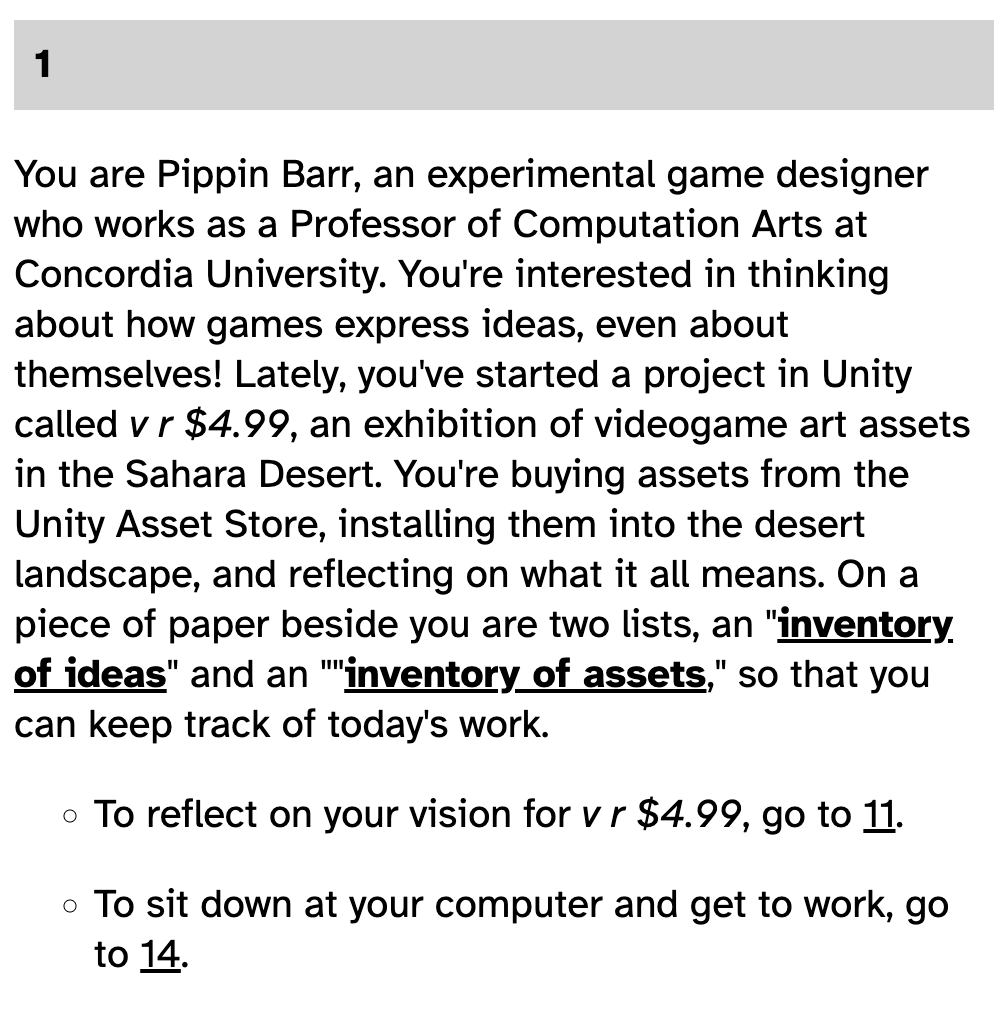 1
You are Pippin Barr, an experimental game designer
who works as a Professor of Computation Arts at
Concordia University. You're interested in thinking
about how games express ideas, even about
themselves! Lately, you've started a project in Unity
called v r $4.99, an exhibition of videogame art assets
in the Sahara Desert. You're buying assets from the
Unity Asset Store, installing them into the desert
landscape, and reflecting on what it all means. On a
piece of paper beside you are two lists, an "inventory
of ideas" and an ""inventory of assets," so that you
can keep track of today's work.
◦ To reflect on your vision for v r $4.99, go to 11.
◦ To sit down at your computer and get to work, go
to 14.